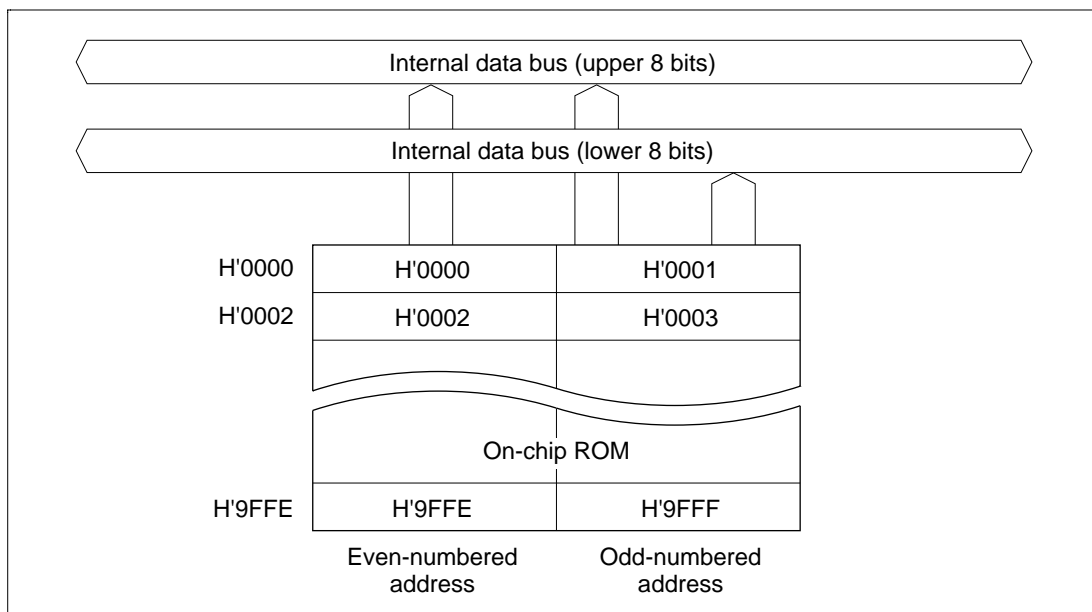 Internal data bus (upper 8 bits)
Internal data bus (lower 8 bits)
H'0000 H'0000 H'0001
H'0002 H'0002 H'0003
On-chip ROM
H'9FFE H'9FFE H'9FFF
Even-numbered address Odd-numbered address